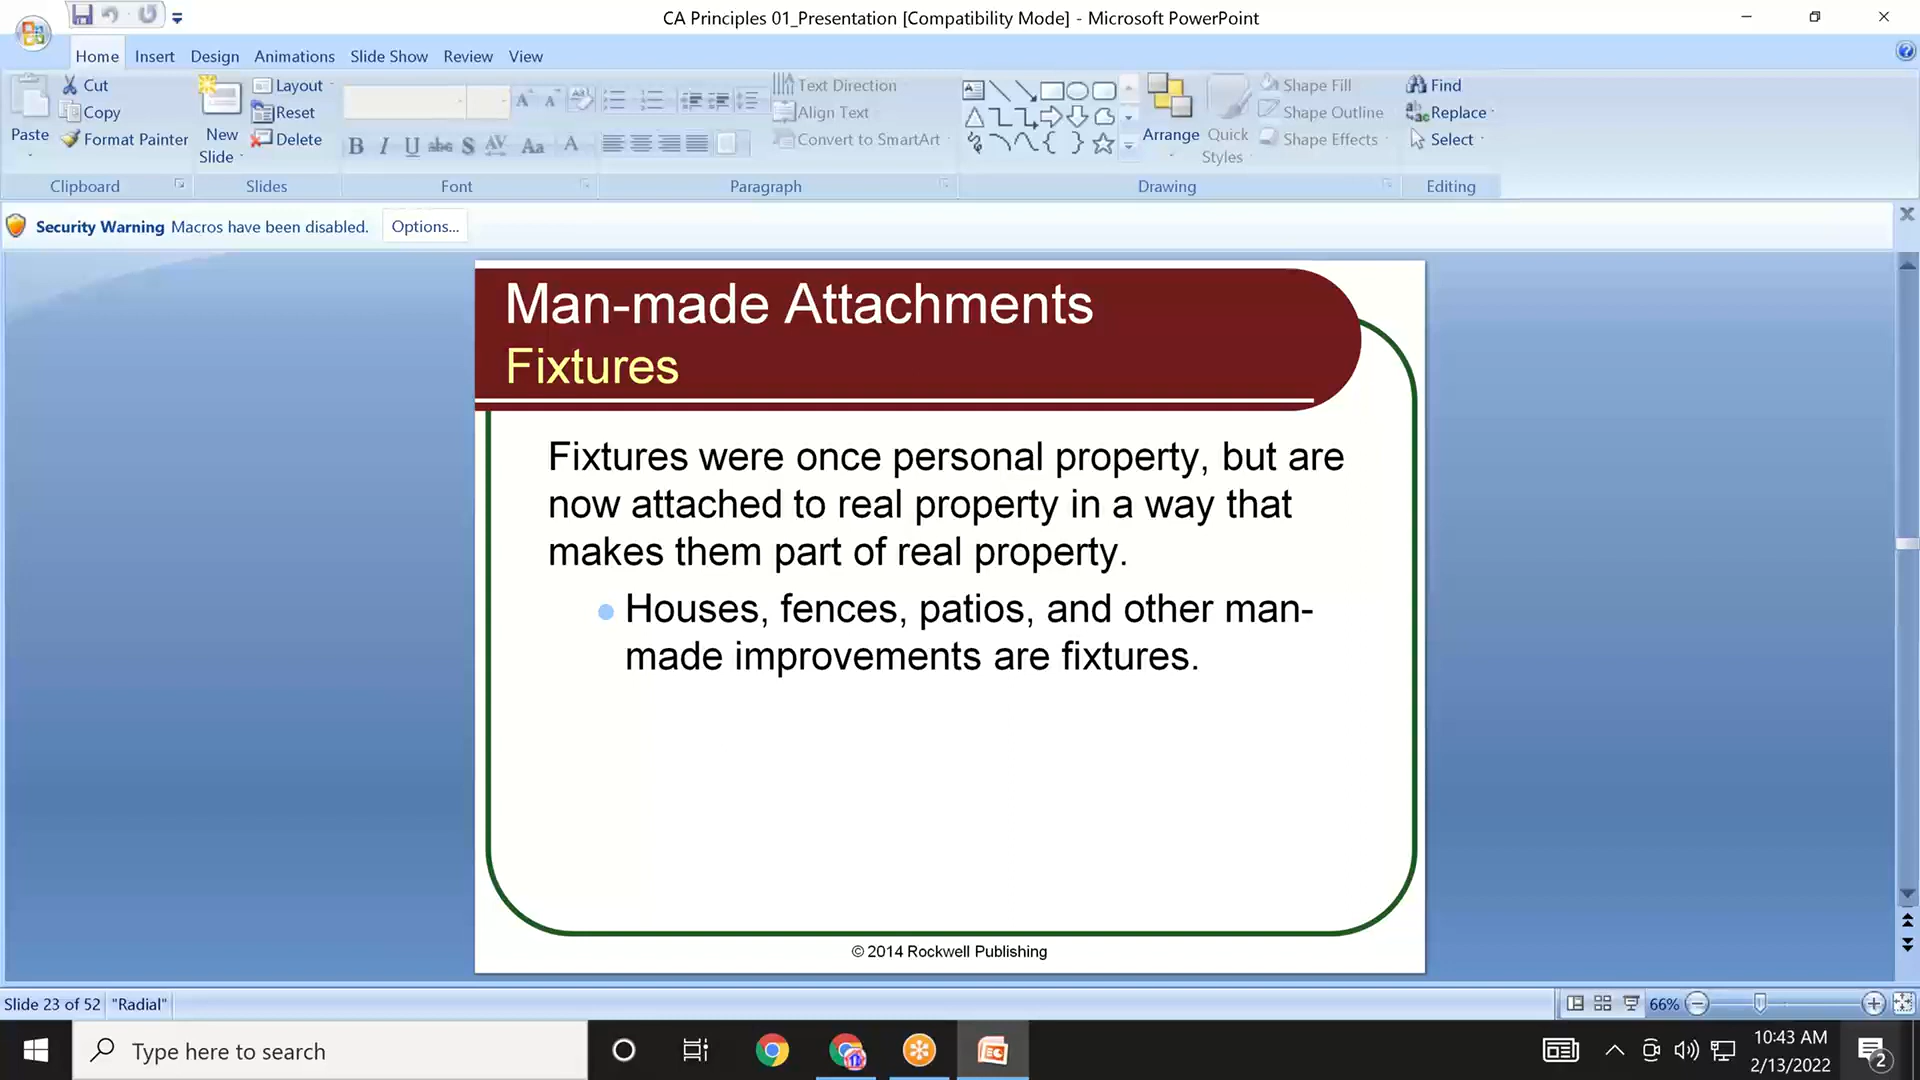 CA Principles 01_Presentation [Compatibility Mode] - Microsoft PowerPoint
Home Insert Design Animations Slide Show Review View
Paste
Cut
Copy
Format Painter
Clipboard
New
Slide
Layout
Reset
Delete
Slides
B I U abc S AV Aa A
Font
Text Direction
Align Text
Convert to SmartArt
Paragraph
Arrange
Quick
Styles
Shape Fill
Shape Outline
Shape Effects
Drawing
Find
Replace
Select
Editing
Security Warning Macros have been disabled. Options...
Man-made Attachments
Fixtures
Fixtures were once personal property, but are
now attached to real property in a way that
makes them part of real property.
Houses, fences, patios, and other man-
made improvements are fixtures.
© 2014 Rockwell Publishing
Slide 23 of 52 "Radial" 66%
Type here to search
10:43 AM
2/13/2022
2